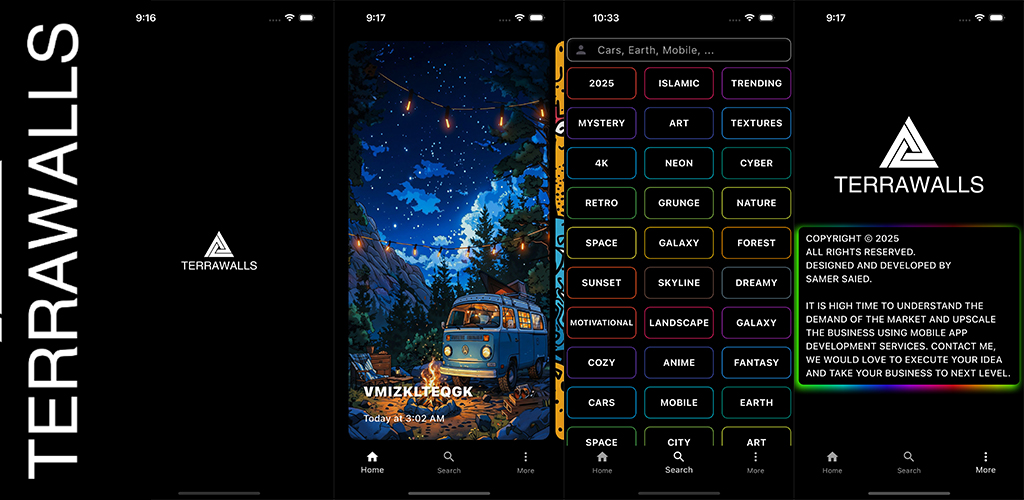 TERRAWALLS
9:16
TERRAWALLS
9:17
VMIZKLTEQGK
Today at 3:02 AM
Home
Search
More
10:33
Cars, Earth, Mobile, ...
2025
ISLAMIC
TRENDING
MYSTERY
ART
TEXTURES
4K
NEON
CYBER
RETRO
GRUNGE
NATURE
SPACE
GALAXY
FOREST
SUNSET
SKYLINE
DREAMY
MOTIVATIONAL
LANDSCAPE
GALAXY
COZY
ANIME
FANTASY
CARS
MOBILE
EARTH
SPACE
CITY
ART
Home
Search
More
9:17
TERRAWALLS
COPYRIGHT © 2025
ALL RIGHTS RESERVED.
DESIGNED AND DEVELOPED BY
SAMER SAIED.
IT IS HIGH TIME TO UNDERSTAND THE
DEMAND OF THE MARKET AND UPSCALE
THE BUSINESS USING MOBILE APP
DEVELOPMENT SERVICES. CONTACT ME,
WE WOULD LOVE TO EXECUTE YOUR IDEA
AND TAKE YOUR BUSINESS TO NEXT LEVEL.
Home
Search
More